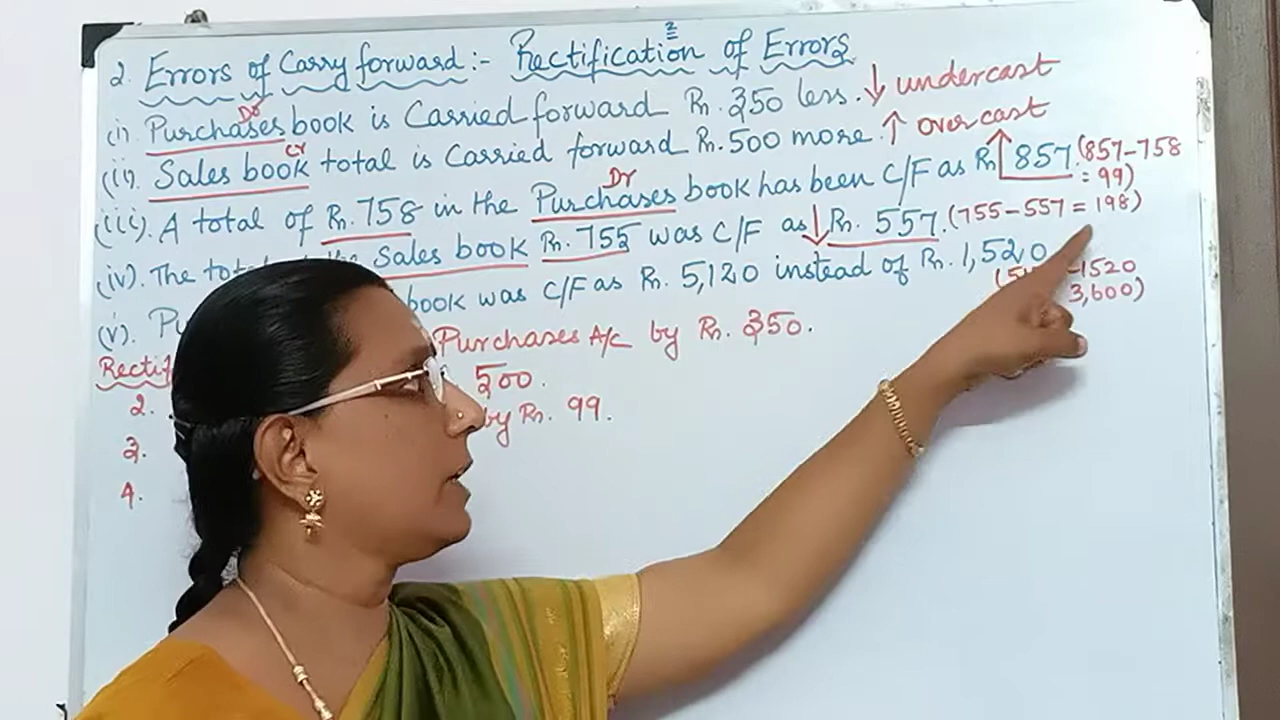 2
2. Errors of Carry forward:- Rectification of Errors
Dr
(i). Purchases book is Carried forward Rs. 350 less. ↓ undercast
Cr
(ii). Sales book total is Carried forward Rs. 500 more. ↑ overcast
Dr
(iii). A total of Rs. 758 in the Purchases book has been C/F as Rs 857. (857-758
= 99)
(iv). The Sales book Rs. 755 was C/F as ↓ Rs. 557. (755-557 = 198)
(v). book was C/F as Rs. 5,120 instead of Rs. 1,520
-1520
3,600)
Purchases A/c by Rs. 350.
2. 500.
3. by Rs. 99.
4.